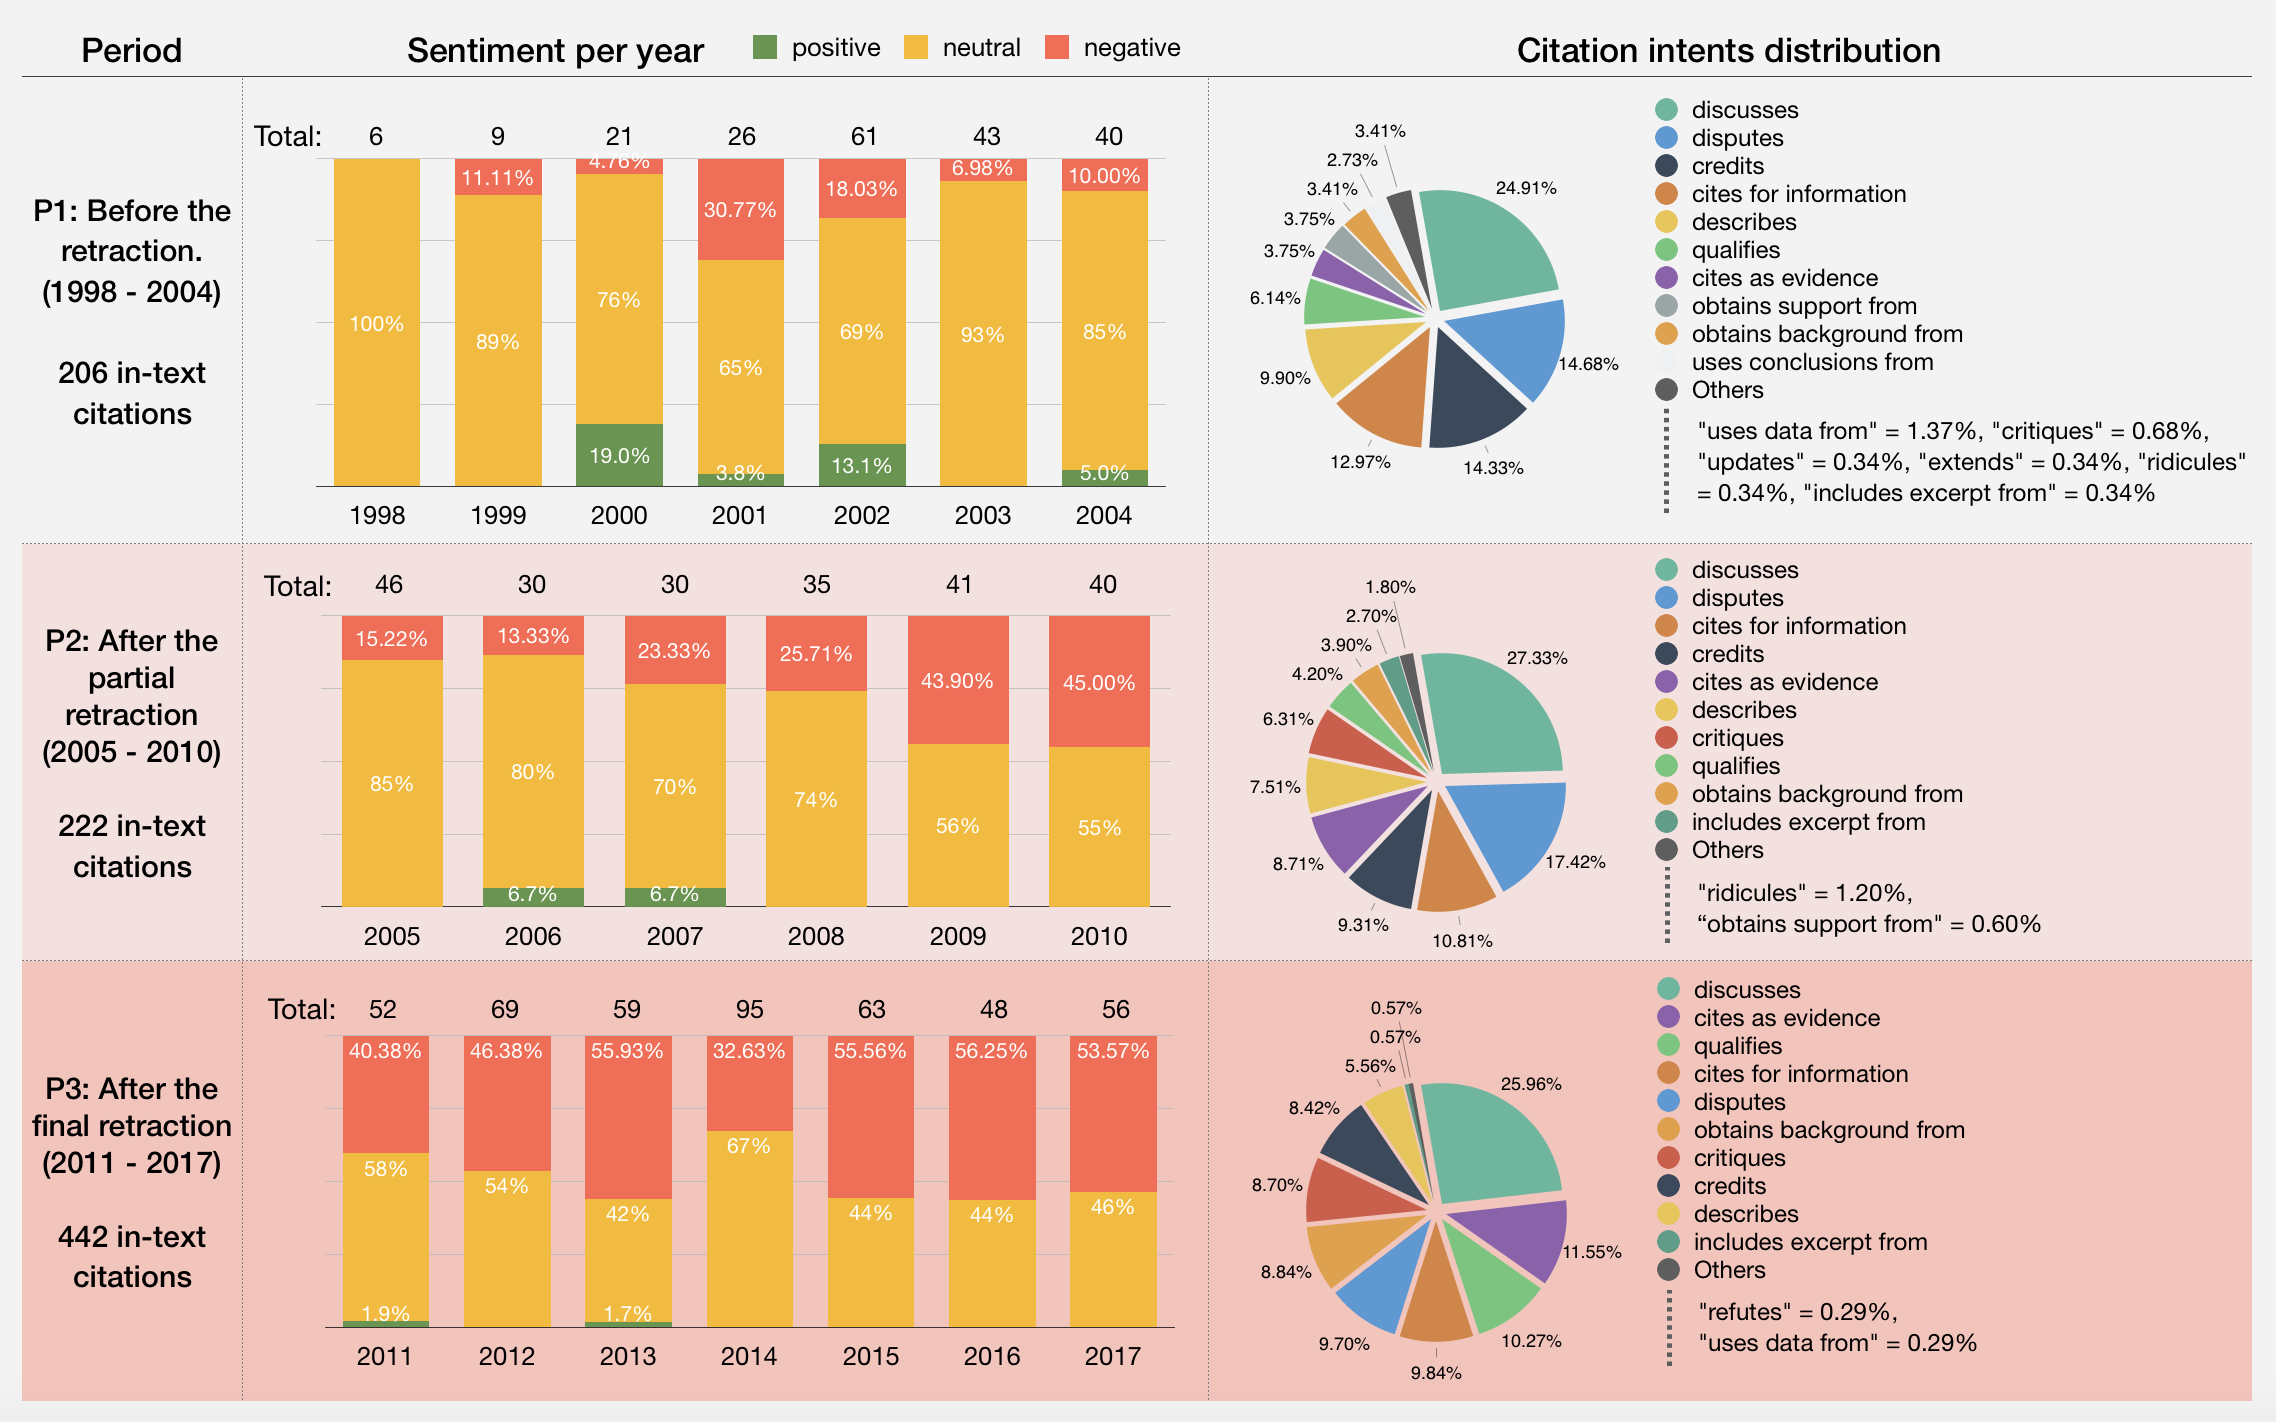 Period
Sentiment per year
positive
neutral
negative
Citation intents distribution
P1: Before the
retraction.
(1998 - 2004)
206 in-text
citations
Total: 6 9 21 26 61 43 40
11.11% 4.76% 30.77% 18.03% 6.98% 10.00%
100% 89% 76% 65% 69% 93% 85%
19.0% 3.8% 13.1% 5.0%
1998 1999 2000 2001 2002 2003 2004
3.41%
2.73%
3.41%
3.75%
3.75%
6.14%
9.90%
12.97%
14.33%
14.68%
24.91%
discusses
disputes
credits
cites for information
describes
qualifies
cites as evidence
obtains support from
obtains background from
uses conclusions from
Others
"uses data from" = 1.37%, "critiques" = 0.68%,
"updates" = 0.34%, "extends" = 0.34%, "ridicules"
= 0.34%, "includes excerpt from" = 0.34%
P2: After the
partial
retraction
(2005 - 2010)
222 in-text
citations
Total: 46 30 30 35 41 40
15.22% 13.33% 23.33% 25.71% 43.90% 45.00%
85% 80% 70% 74% 56% 55%
6.7% 6.7%
2005 2006 2007 2008 2009 2010
1.80%
2.70%
3.90%
4.20%
6.31%
7.51%
8.71%
9.31%
10.81%
17.42%
27.33%
discusses
disputes
cites for information
credits
cites as evidence
describes
critiques
qualifies
obtains background from
includes excerpt from
Others
"ridicules" = 1.20%,
“obtains support from" = 0.60%
P3: After the
final retraction
(2011 - 2017)
442 in-text
citations
Total: 52 69 59 95 63 48 56
40.38% 46.38% 55.93% 32.63% 55.56% 56.25% 53.57%
58% 54% 42% 67% 44% 44% 46%
1.9% 1.7%
2011 2012 2013 2014 2015 2016 2017
0.57%
0.57%
5.56%
8.42%
8.70%
8.84%
9.70%
9.84%
10.27%
11.55%
25.96%
discusses
cites as evidence
qualifies
cites for information
disputes
obtains background from
critiques
credits
describes
includes excerpt from
Others
"refutes" = 0.29%,
"uses data from" = 0.29%